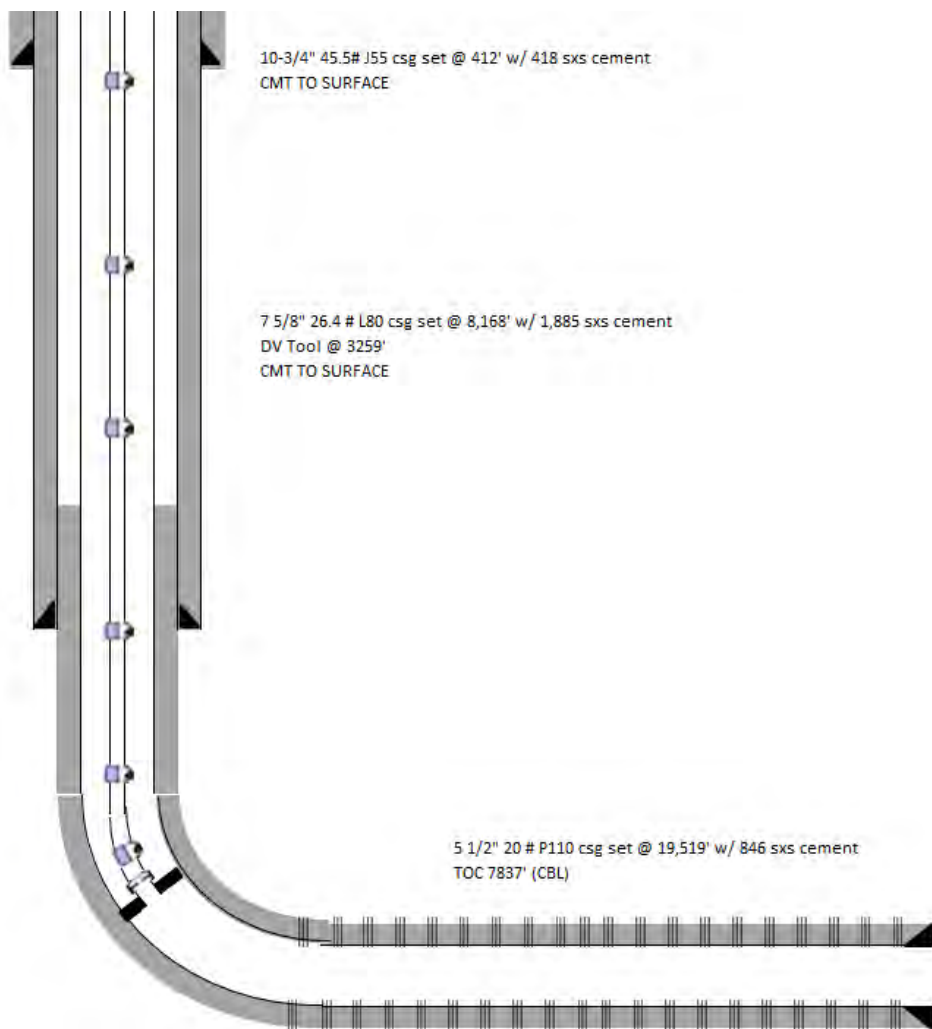 10-3/4" 45.5# J55 csg set @ 412' w/ 418 sxs cement
CMT TO SURFACE
7 5/8" 26.4 # L80 csg set @ 8,168' w/ 1,885 sxs cement
DV Tool @ 3259'
CMT TO SURFACE
5 1/2" 20 # P110 csg set @ 19,519' w/ 846 sxs cement
TOC 7837' (CBL)